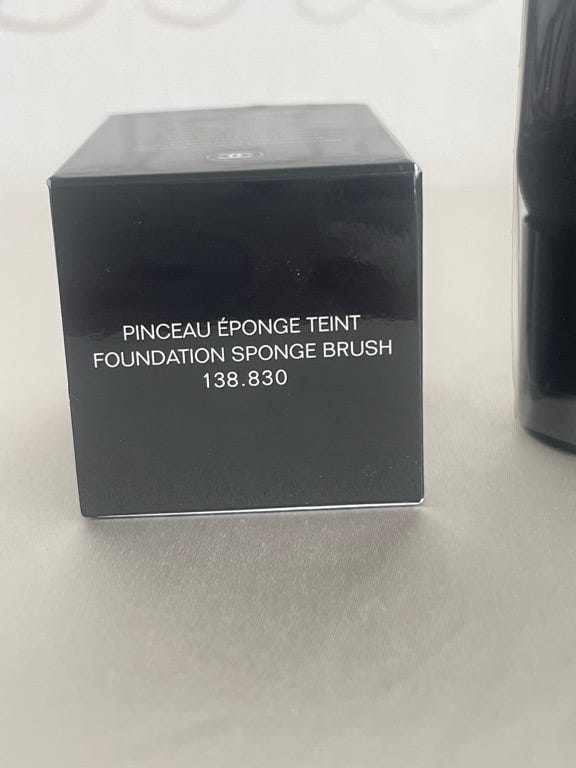 PINCEAU ÉPONGE TEINT
FOUNDATION SPONGE BRUSH
138.830